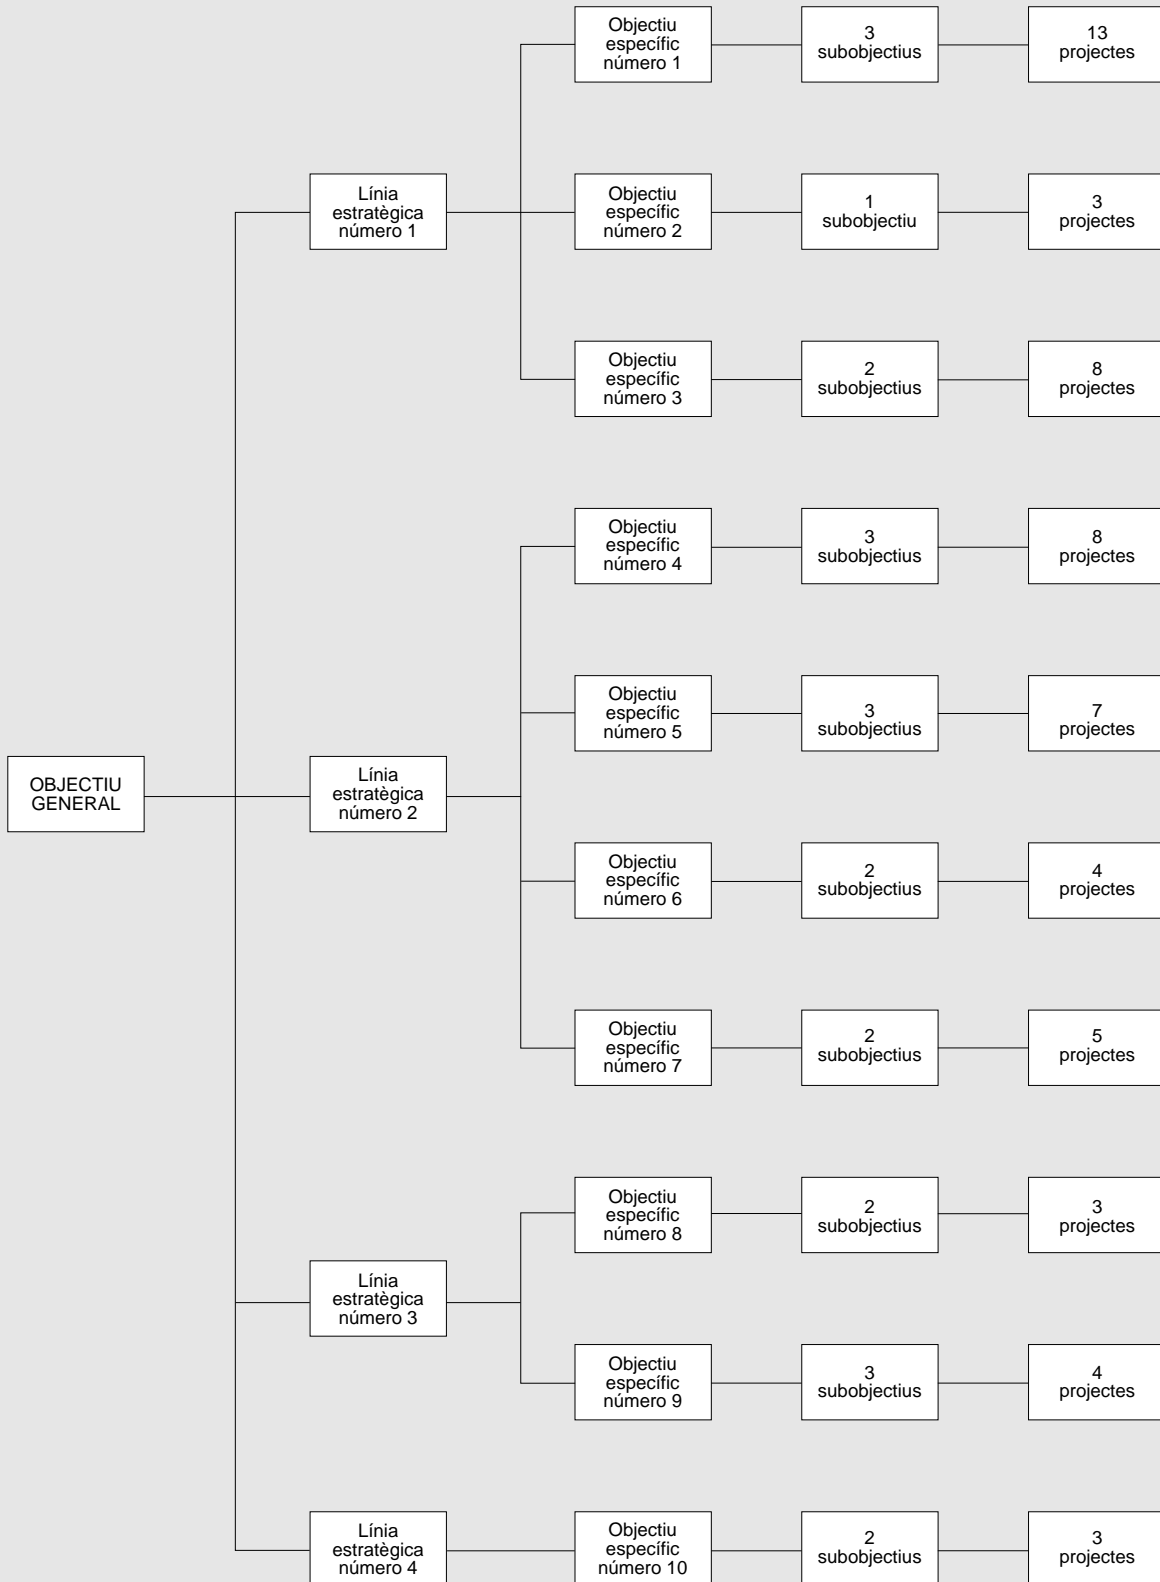 Objectiu
específic
número 1
3
subobjectius
13
projectes
Línia
estratègica
número 1
Objectiu
específic
número 2
1
subobjectiu
3
projectes
Objectiu
específic
número 3
2
subobjectius
8
projectes
Objectiu
específic
número 4
3
subobjectius
8
projectes
Objectiu
específic
número 5
3
subobjectius
7
projectes
OBJECTIU
GENERAL
Línia
estratègica
número 2
Objectiu
específic
número 6
2
subobjectius
4
projectes
Objectiu
específic
número 7
2
subobjectius
5
projectes
Objectiu
específic
número 8
2
subobjectius
3
projectes
Línia
estratègica
número 3
Objectiu
específic
número 9
3
subobjectius
4
projectes
Línia
estratègica
número 4
Objectiu
específic
número 10
2
subobjectius
3
projectes